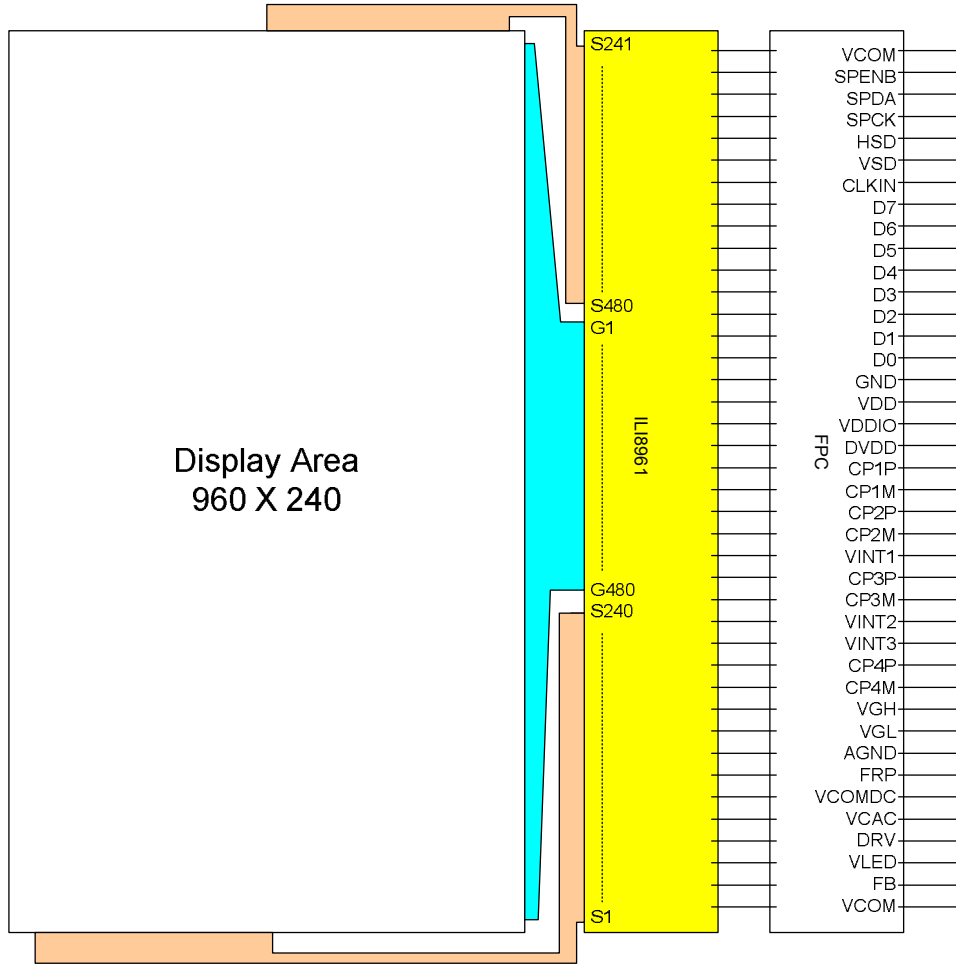 Display Area
960 X 240
S241
S480
G1
G480
S240
S1
ILI8961
FPC
VCOM
SPENB
SPDA
SPCK
HSD
VSD
CLKIN
D7
D6
D5
D4
D3
D2
D1
D0
GND
VDD
VDDIO
DVDD
CP1P
CP1M
CP2P
CP2M
VINT1
CP3P
CP3M
VINT2
VINT3
CP4P
CP4M
VGH
VGL
AGND
FRP
VCOMDC
VCAC
DRV
VLED
FB
VCOM